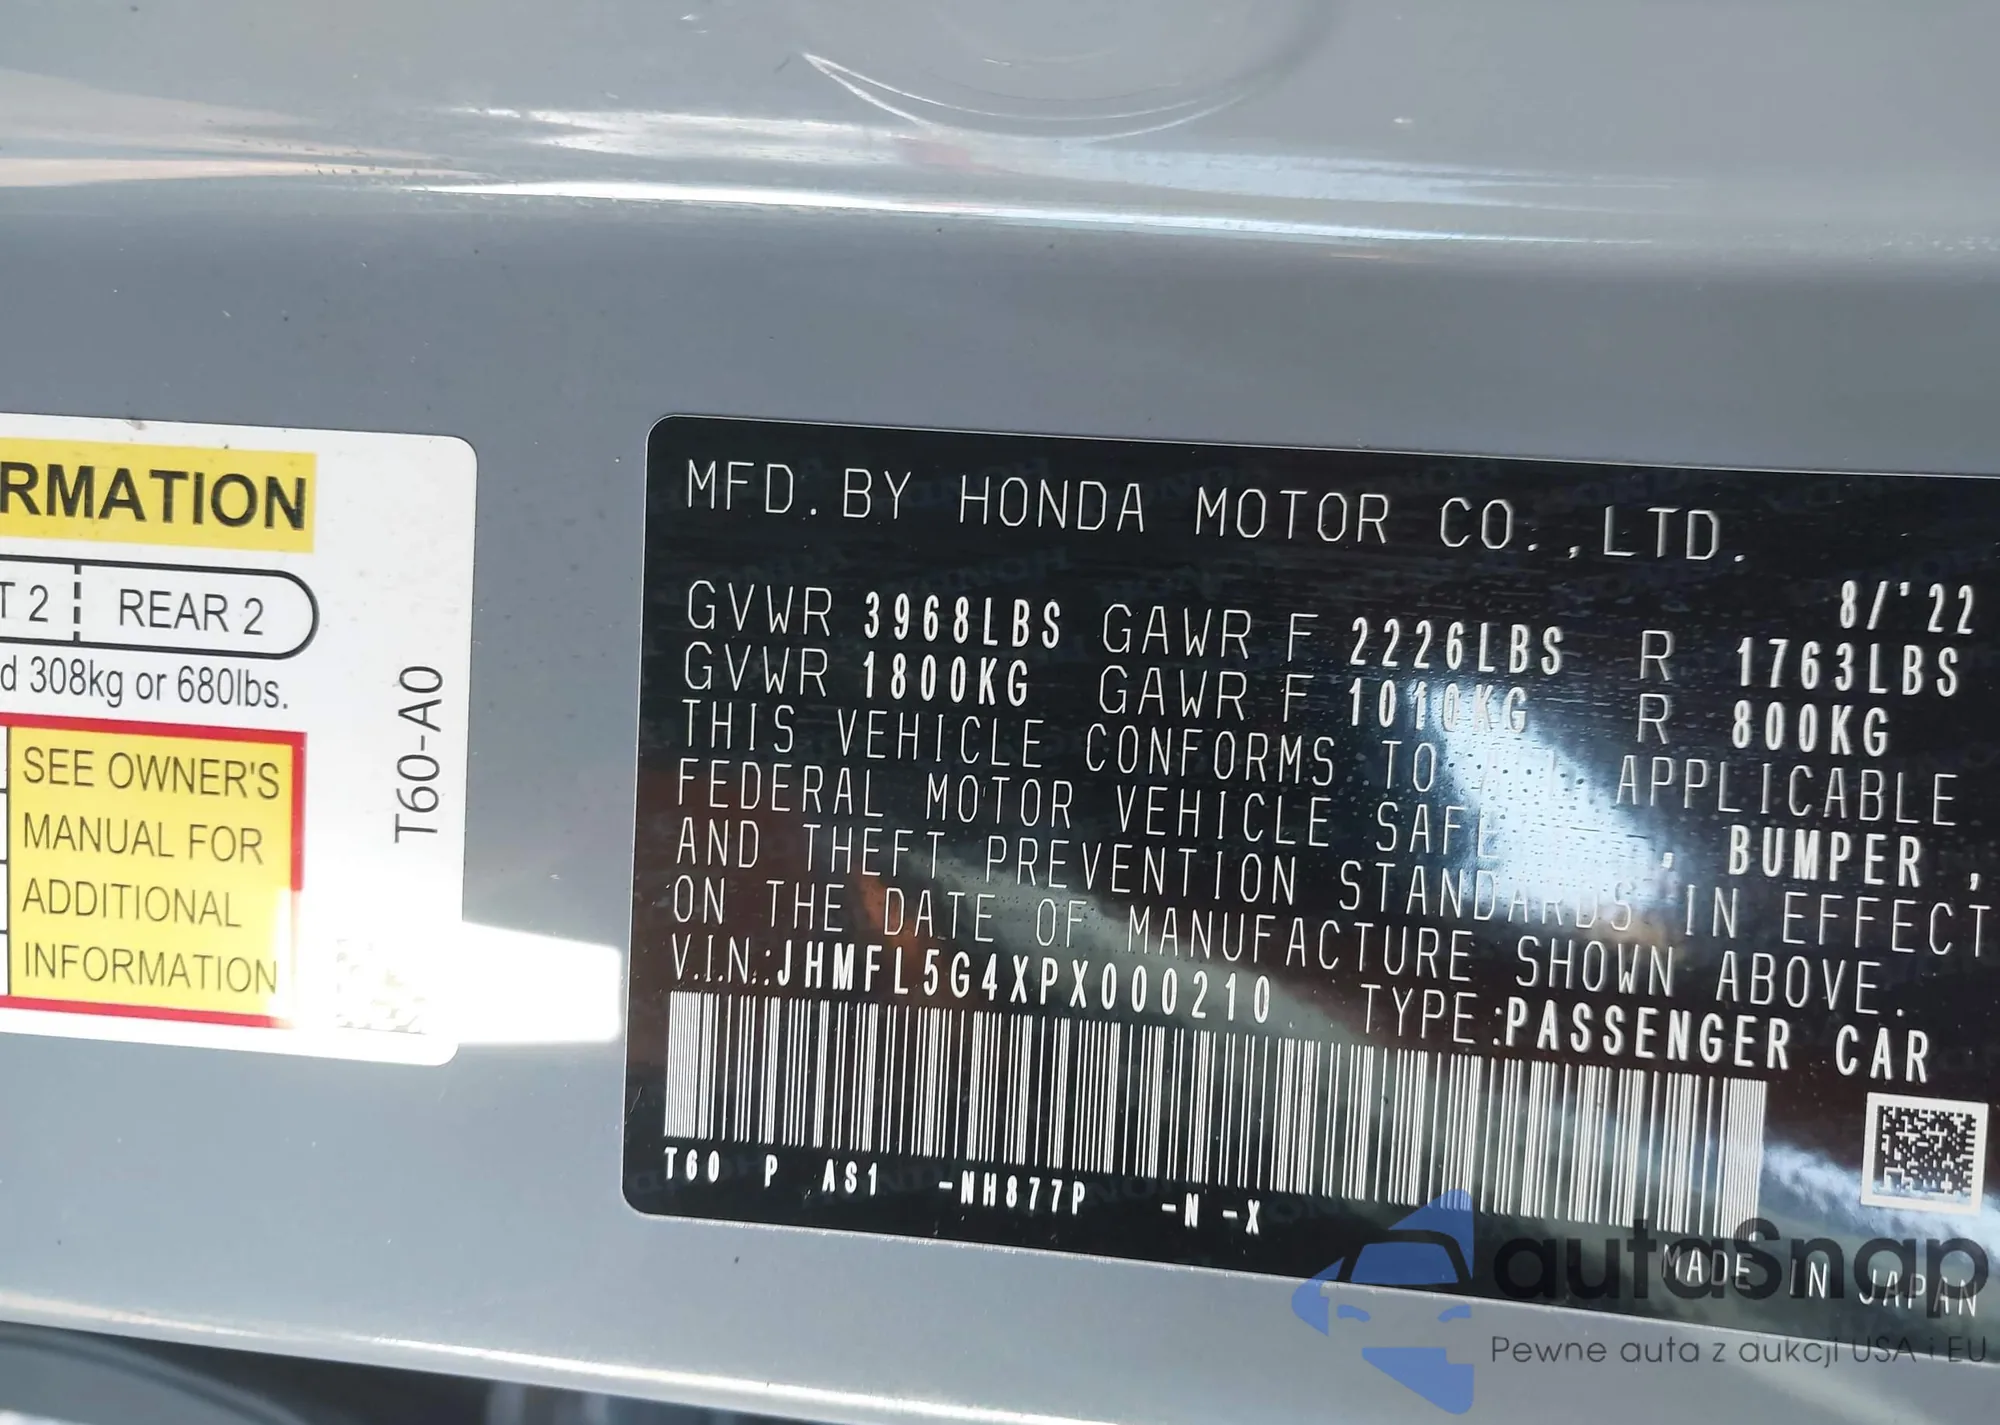 RMATION
T 2 REAR 2
d 308kg or 680lbs.
SEE OWNER'S
MANUAL FOR
ADDITIONAL
INFORMATION
T60-A0
MFD. BY HONDA MOTOR CO., LTD.
8/'22
GVWR 3968LBS GAWR F 2226LBS R 1763LBS
GVWR 1800KG GAWR F 1010KG R 800KG
THIS VEHICLE CONFORMS TO APPLICABLE
FEDERAL MOTOR VEHICLE SAFE , BUMPER,
AND THEFT PREVENTION STANDARDS IN EFFECT
ON THE DATE OF MANUFACTURE SHOWN ABOVE.
V.I.N.:JHMFL5G4XPX000210 TYPE:PASSENGER CAR
T60 P AS1 -NH877P -N -X
MADE IN JAPAN
autoSnap
Pewne auta z aukcji USA i EU